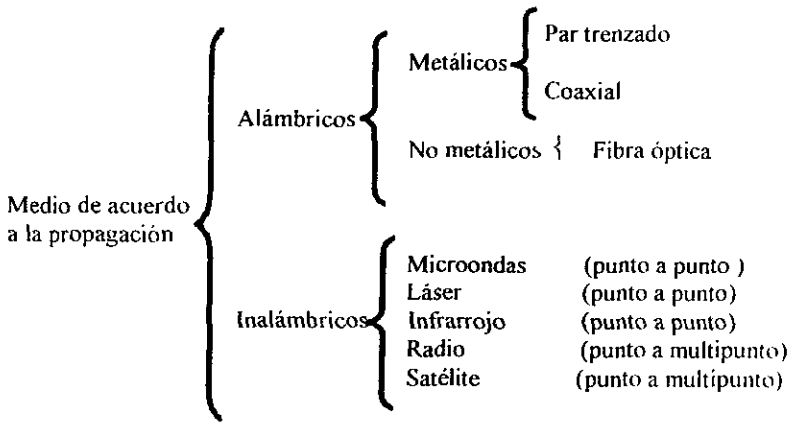 Par trenzado
Metálicos
Coaxial
Alámbricos
No metálicos { Fibra óptica
Medio de acuerdo
a la propagación
Microondas (punto a punto )
Láser (punto a punto)
Inalámbricos
Infrarrojo (punto a punto)
Radio (punto a multipunto)
Satélite (punto a multipunto)